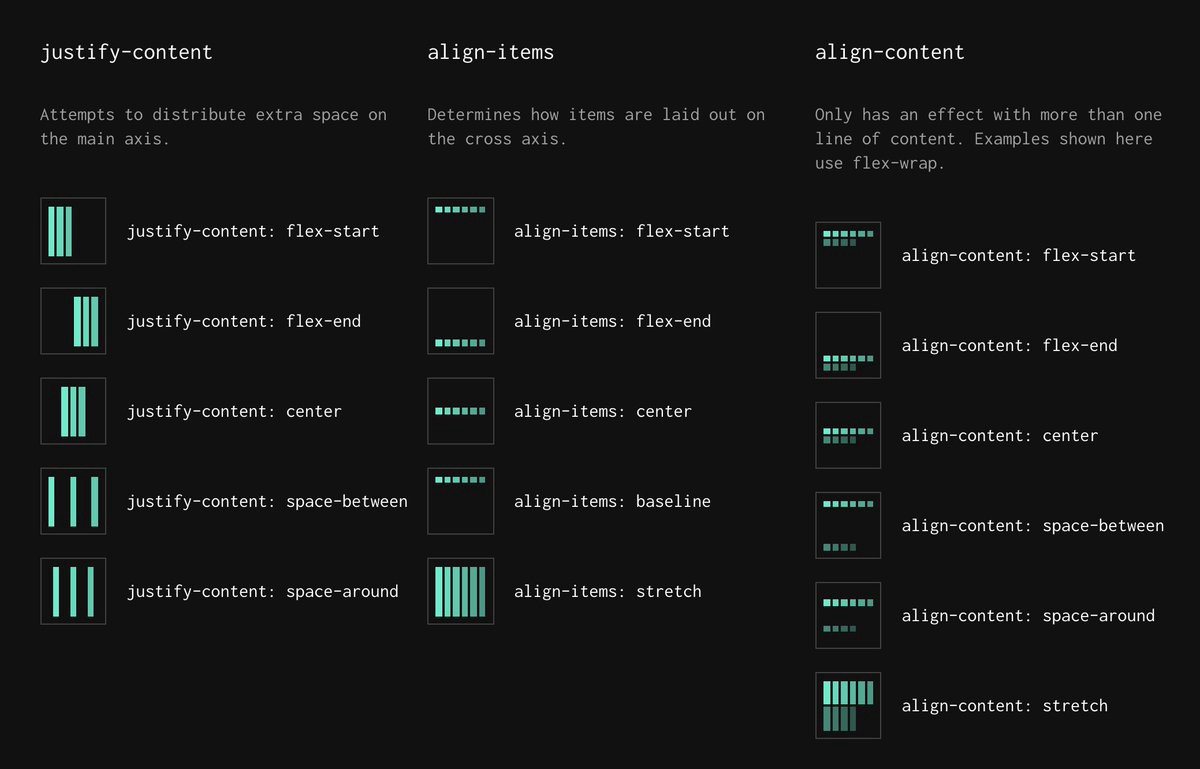 justify-content
Attempts to distribute extra space on
the main axis.
justify-content: flex-start
justify-content: flex-end
justify-content: center
justify-content: space-between
justify-content: space-around
align-items
Determines how items are laid out on
the cross axis.
align-items: flex-start
align-items: flex-end
align-items: center
align-items: baseline
align-items: stretch
align-content
Only has an effect with more than one
line of content. Examples shown here
use flex-wrap.
align-content: flex-start
align-content: flex-end
align-content: center
align-content: space-between
align-content: space-around
align-content: stretch